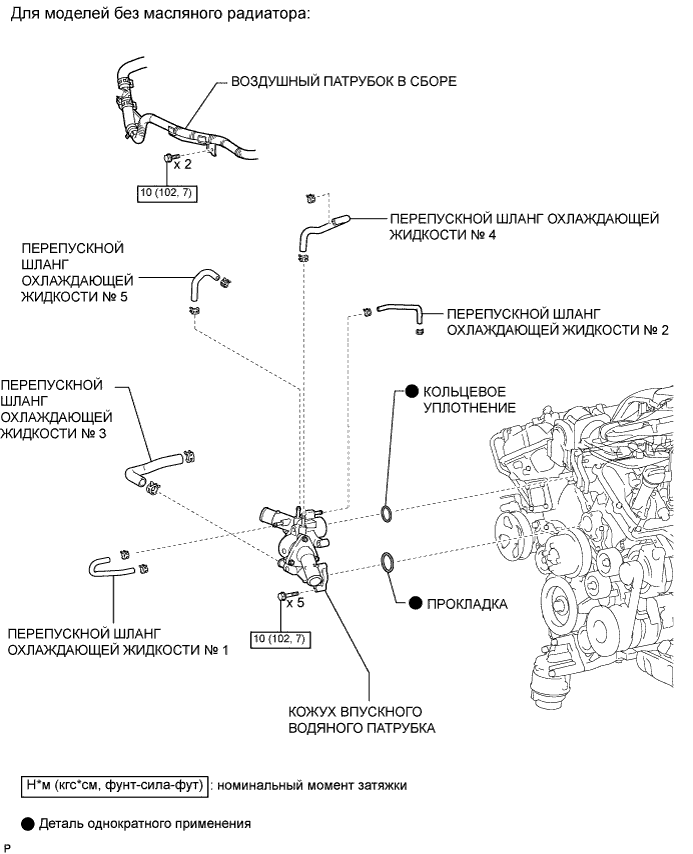 Для моделей без масляного радиатора:
ВОЗДУШНЫЙ ПАТРУБОК В СБОРЕ
x 2
10 (102, 7)
ПЕРЕПУСКНОЙ ШЛАНГ ОХЛАЖДАЮЩЕЙ
ЖИДКОСТИ № 4
ПЕРЕПУСКНОЙ
ШЛАНГ
ОХЛАЖДАЮЩЕЙ
ЖИДКОСТИ № 5
ПЕРЕПУСКНОЙ ШЛАНГ
ОХЛАЖДАЮЩЕЙ ЖИДКОСТИ № 2
ПЕРЕПУСКНОЙ
ШЛАНГ
ОХЛАЖДАЮЩЕЙ
ЖИДКОСТИ № 3
КОЛЬЦЕВОЕ
УПЛОТНЕНИЕ
x 5
10 (102, 7)
ПРОКЛАДКА
ПЕРЕПУСКНОЙ ШЛАНГ
ОХЛАЖДАЮЩЕЙ ЖИДКОСТИ № 1
КОЖУХ ВПУСКНОГО
ВОДЯНОГО ПАТРУБКА
Н*м (кгс*см, фунт-сила-фут) : номинальный момент затяжки
Деталь однократного применения
P